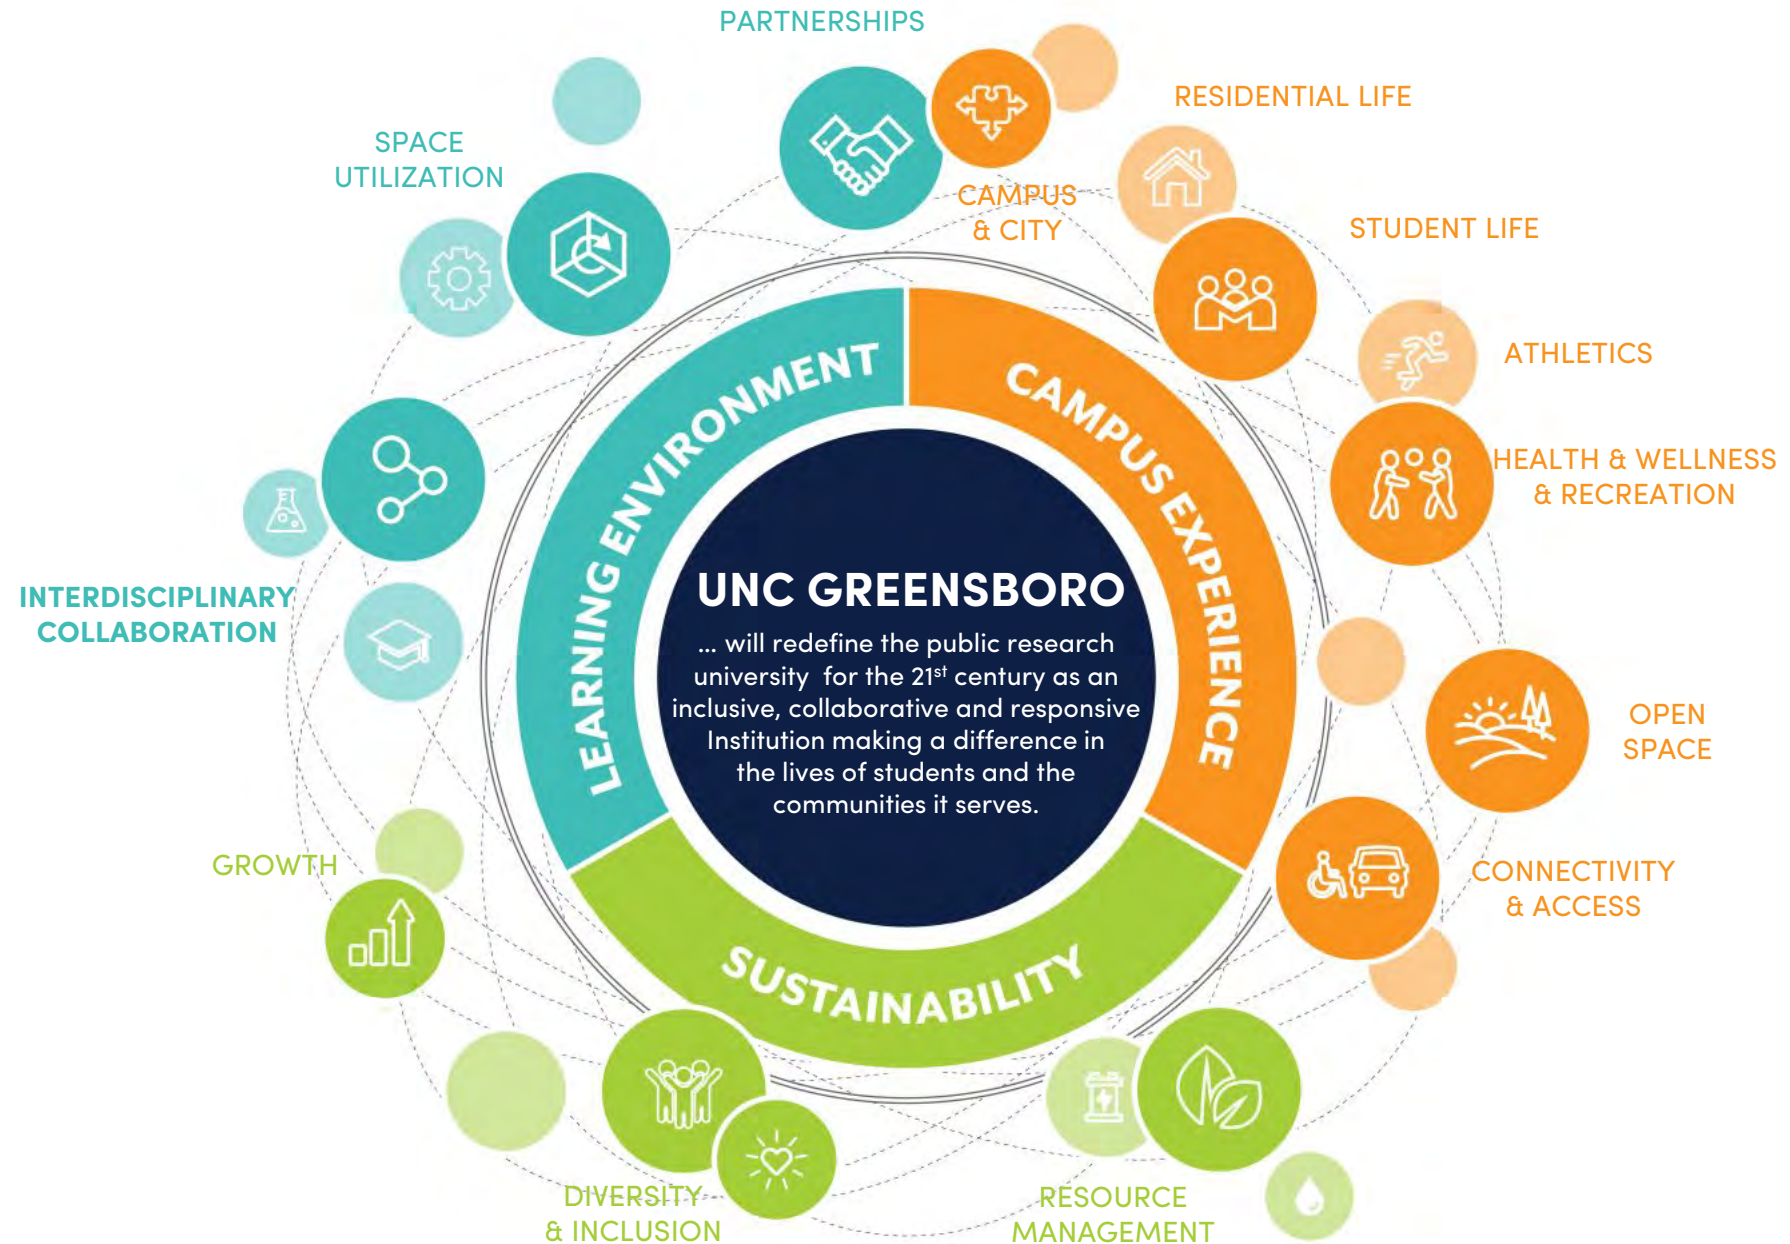 PARTNERSHIPS
RESIDENTIAL LIFE
SPACE
UTILIZATION
CAMPUS
& CITY
STUDENT LIFE
ATHLETICS
HEALTH & WELLNESS
& RECREATION
LEARNING ENVIRONMENT
CAMPUS EXPERIENCE
INTERDISCIPLINARY
COLLABORATION
UNC GREENSBORO
... will redefine the public research
university for the 21st century as an
inclusive, collaborative and responsive
Institution making a difference in
the lives of students and the
communities it serves.
OPEN
SPACE
GROWTH
CONNECTIVITY
& ACCESS
SUSTAINABILITY
DIVERSITY
& INCLUSION
RESOURCE
MANAGEMENT